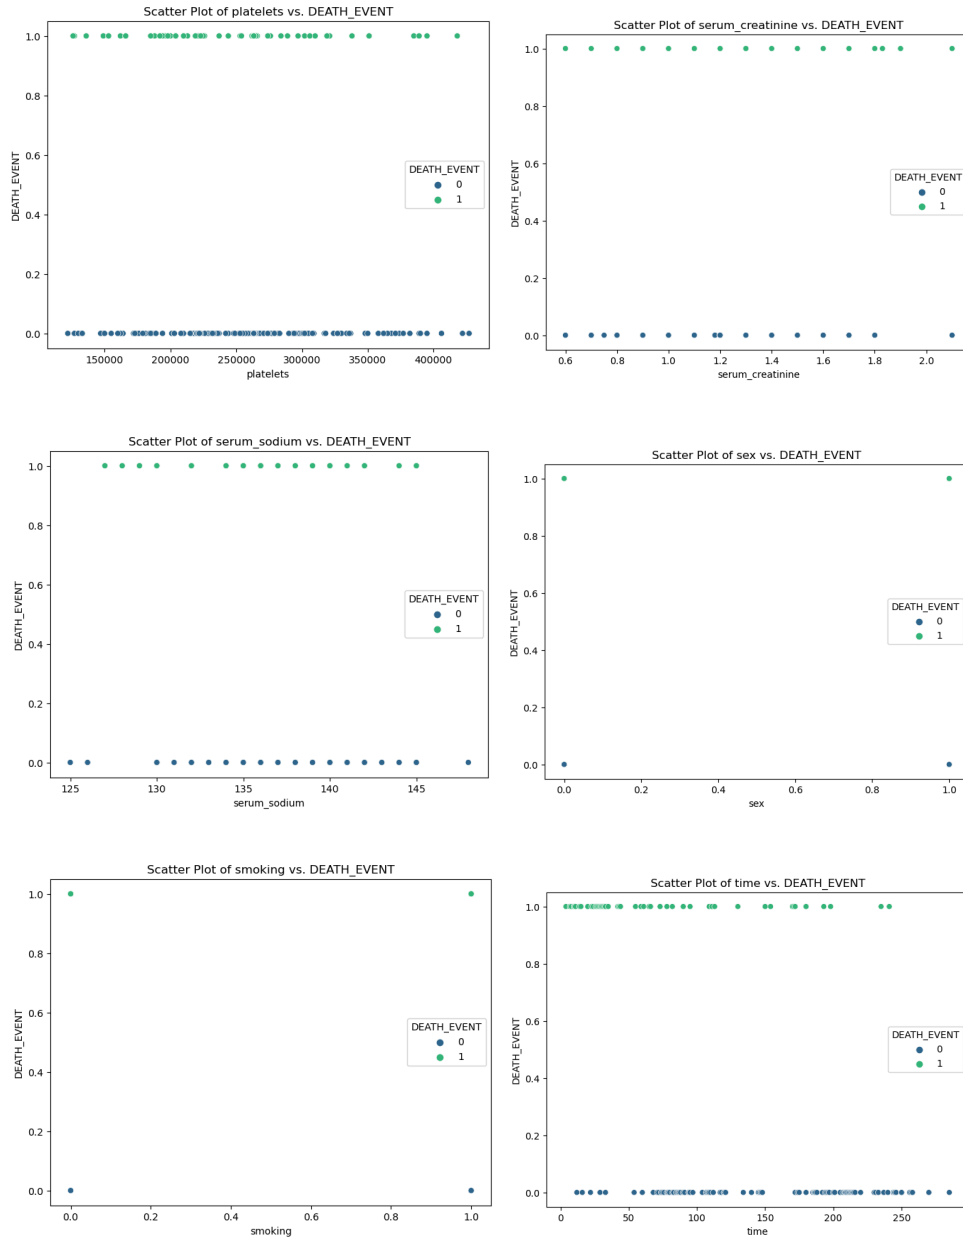 Scatter Plot of platelets vs. DEATH_EVENT
1.0
0.8
0.6
0.4
0.2
0.0
DEATH_EVENT
DEATH_EVENT
0
1
150000 200000 250000 300000 350000 400000
platelets
Scatter Plot of serum_creatinine vs. DEATH_EVENT
1.0
0.8
0.6
0.4
0.2
0.0
DEATH_EVENT
DEATH_EVENT
0
1
0.6 0.8 1.0 1.2 1.4 1.6 1.8 2.0
serum_creatinine
Scatter Plot of serum_sodium vs. DEATH_EVENT
1.0
0.8
0.6
0.4
0.2
0.0
DEATH_EVENT
DEATH_EVENT
0
1
125 130 135 140 145
serum_sodium
Scatter Plot of sex vs. DEATH_EVENT
1.0
0.8
0.6
0.4
0.2
0.0
DEATH_EVENT
DEATH_EVENT
0
1
0.0 0.2 0.4 0.6 0.8 1.0
sex
Scatter Plot of smoking vs. DEATH_EVENT
1.0
0.8
0.6
0.4
0.2
0.0
DEATH_EVENT
DEATH_EVENT
0
1
0.0 0.2 0.4 0.6 0.8 1.0
smoking
Scatter Plot of time vs. DEATH_EVENT
1.0
0.8
0.6
0.4
0.2
0.0
DEATH_EVENT
DEATH_EVENT
0
1
0 50 100 150 200 250
time